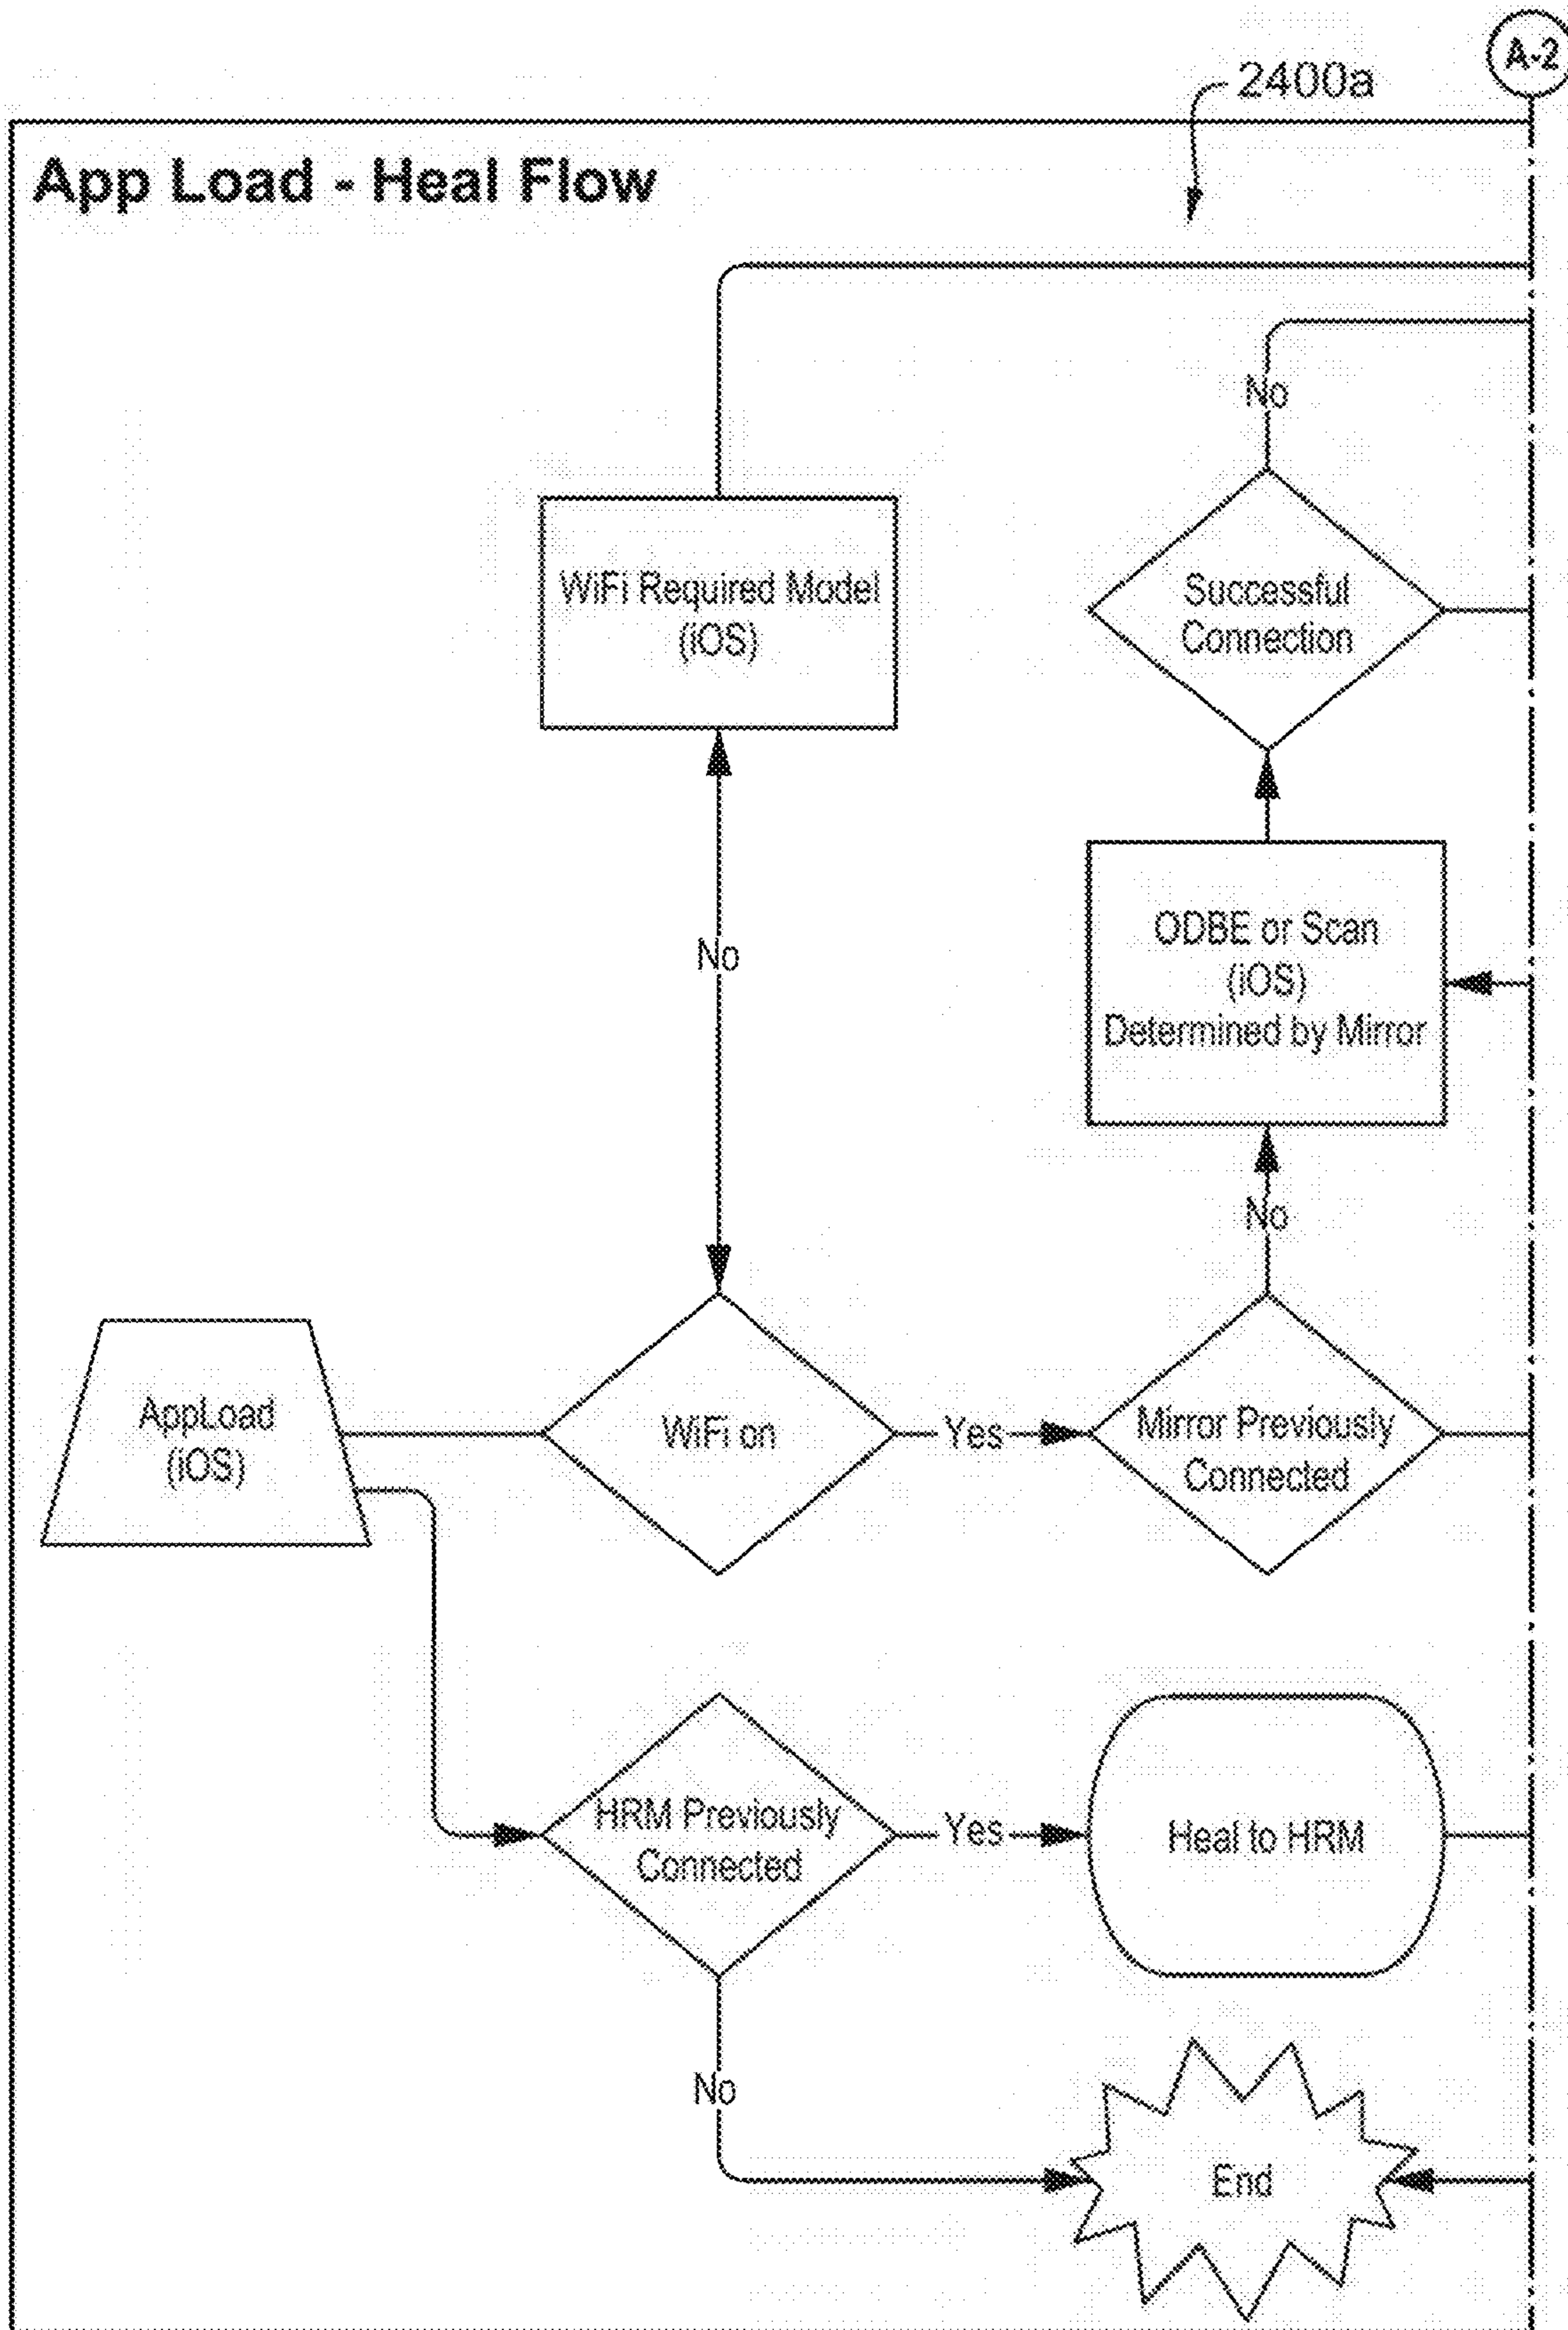 A-2
2400a
App Load - Heal Flow
No
WiFi Required Model
(iOS)
Successful
Connection
No
ODBE or Scan
(iOS)
Determined by Mirror
No
AppLoad
(iOS)
WiFi on
Yes
Mirror Previously
Connected
HRM Previously
Connected
Yes
Heal to HRM
No
End